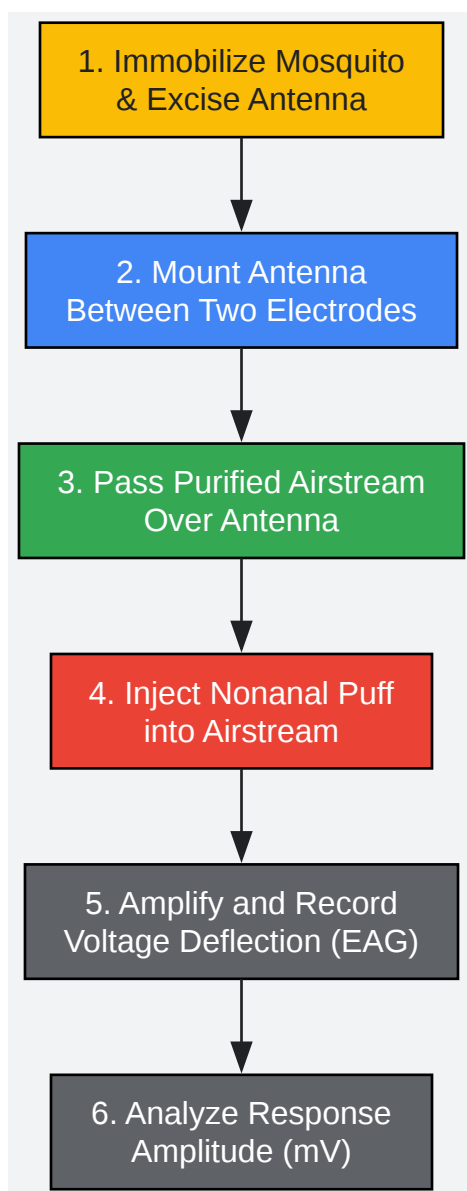 1. Immobilize Mosquito
& Excise Antenna
2. Mount Antenna
Between Two Electrodes
3. Pass Purified Airstream
Over Antenna
4. Inject Nonanal Puff
into Airstream
5. Amplify and Record
Voltage Deflection (EAG)
6. Analyze Response
Amplitude (mV)